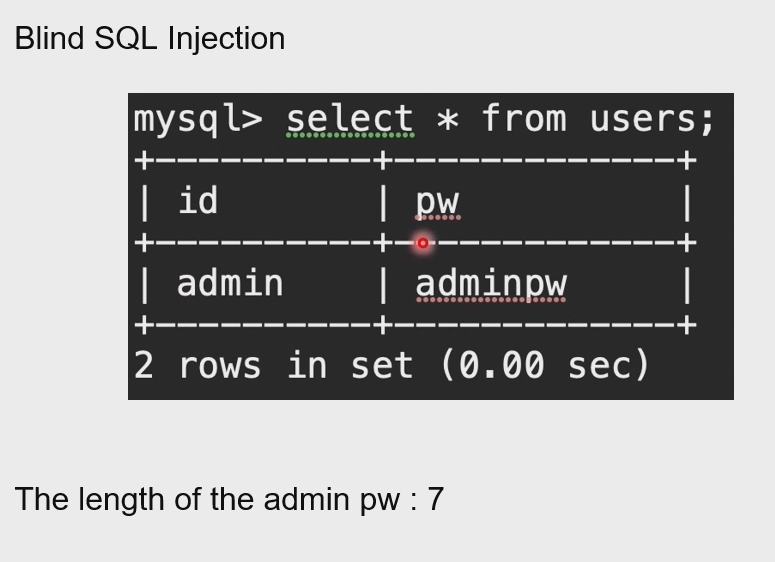 Blind SQL Injection
mysql> select * from users;
+-----------+--------------+
| id | pw |
+-----------+--------------+
| admin | adminpw |
+-----------+--------------+
2 rows in set (0.00 sec)
The length of the admin pw : 7